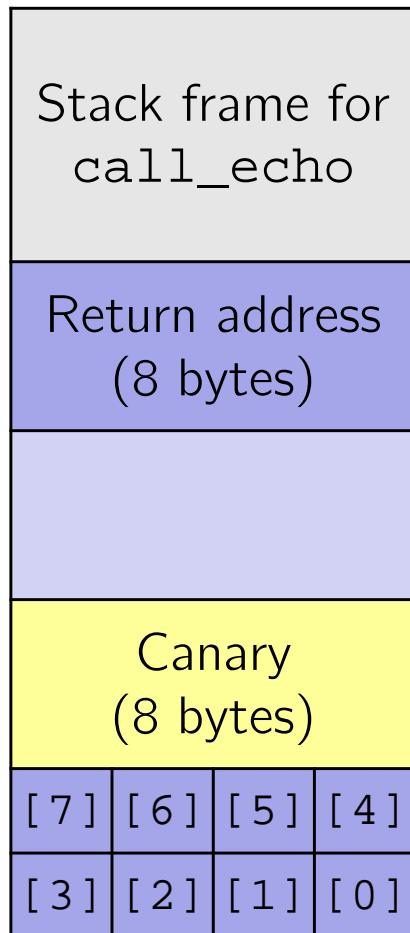 Stack frame for
call_echo
Return address
(8 bytes)
Canary
(8 bytes)
[7] [6] [5] [4]
[3] [2] [1] [0]